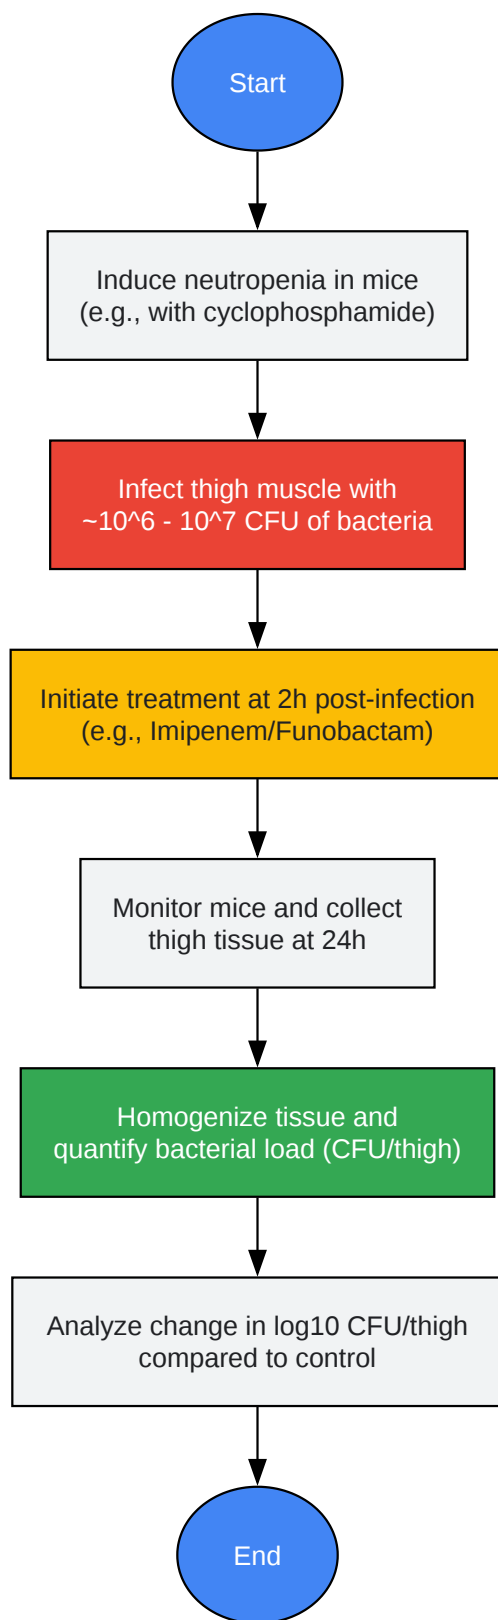 Start
Induce neutropenia in mice
(e.g., with cyclophosphamide)
Infect thigh muscle with
~10^6 - 10^7 CFU of bacteria
Initiate treatment at 2h post-infection
(e.g., Imipenem/Funobactam)
Monitor mice and collect
thigh tissue at 24h
Homogenize tissue and
quantify bacterial load (CFU/thigh)
Analyze change in log10 CFU/thigh
compared to control
End